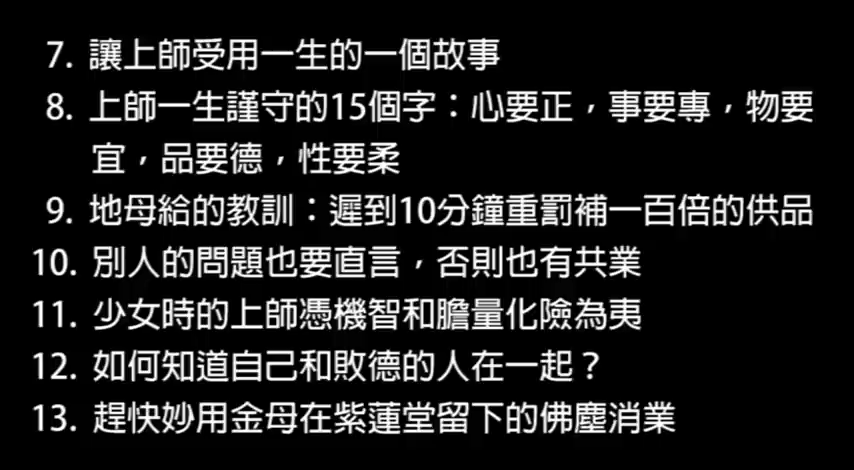 7. 讓上師受用一生的一個故事
8. 上師一生謹守的15個字：心要正，事要專，物要
宜，品要德，性要柔
9. 地母給的教訓：遲到10分鐘重罰補一百倍的供品
10. 別人的問題也要直言，否則也有共業
11. 少女時的上師憑機智和膽量化險為夷
12. 如何知道自己和敗德的人在一起？
13. 趕快妙用金母在紫蓮堂留下的佛塵消業